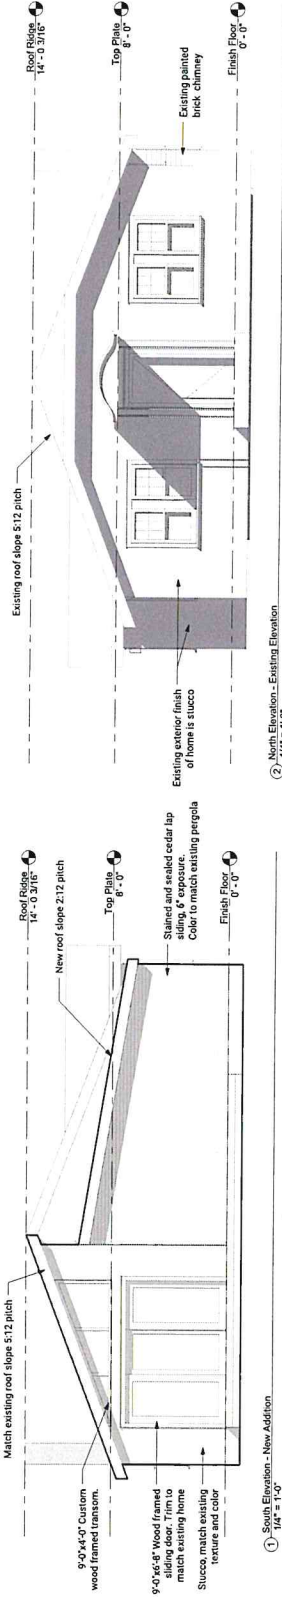 Match existing roof slope 5:12 pitch
Roof Ridge
14' - 0 3/16"
New roof slope 2:12 pitch
Top Plate
8' - 0"
9'-0"x4'-0" Custom
wood framed transom.
9'-0"x6'-8" Wood framed
sliding door. Trim to
match existing home
Stucco, match existing
texture and color
Stained and sealed cedar lap
siding, 6" exposure.
Color to match existing pergola
Finish Floor
0' - 0"
1 South Elevation - New Addition
1/4" = 1'-0"
Existing roof slope 5:12 pitch
Roof Ridge
14' - 0 3/16"
Top Plate
8' - 0"
Existing painted
brick chimney
Existing exterior finish
of home is stucco
Finish Floor
0' - 0"
2 North Elevation - Existing Elevation